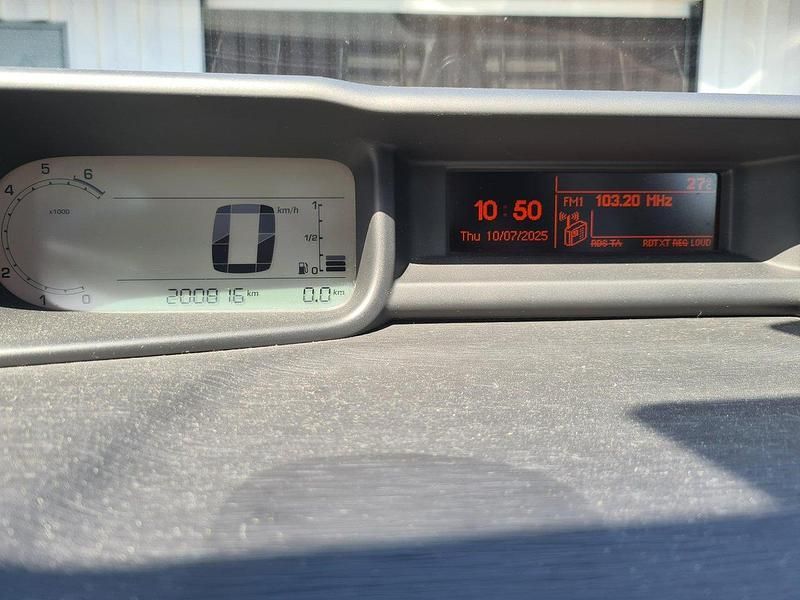 6
5
4
x1000
2
1
0
0
km/h
1
1/2
0
200816 km
0.0 km
27°C
10:50
FM1 103.20 MHz
Thu 10/07/2025
RDS TA
RDTXT REG LOUD